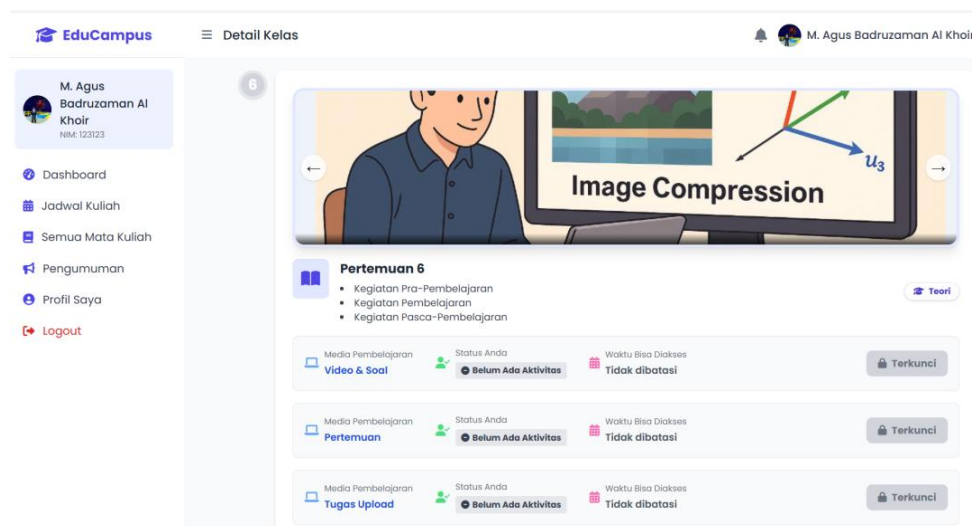 EduCampus
Detail Kelas
M. Agus Badruzaman Al Khoir
M. Agus
Badruzaman Al
Khoir
NIM: 123123
Dashboard
Jadwal Kuliah
Semua Mata Kuliah
Pengumuman
Profil Saya
Logout
6
u3
Image Compression
Pertemuan 6
Kegiatan Pra-Pembelajaran
Kegiatan Pembelajaran
Kegiatan Pasca-Pembelajaran
Teori
Media Pembelajaran
Video & Soal
Status Anda
Belum Ada Aktivitas
Waktu Bisa Diakses
Tidak dibatasi
Terkunci
Media Pembelajaran
Pertemuan
Status Anda
Belum Ada Aktivitas
Waktu Bisa Diakses
Tidak dibatasi
Terkunci
Media Pembelajaran
Tugas Upload
Status Anda
Belum Ada Aktivitas
Waktu Bisa Diakses
Tidak dibatasi
Terkunci